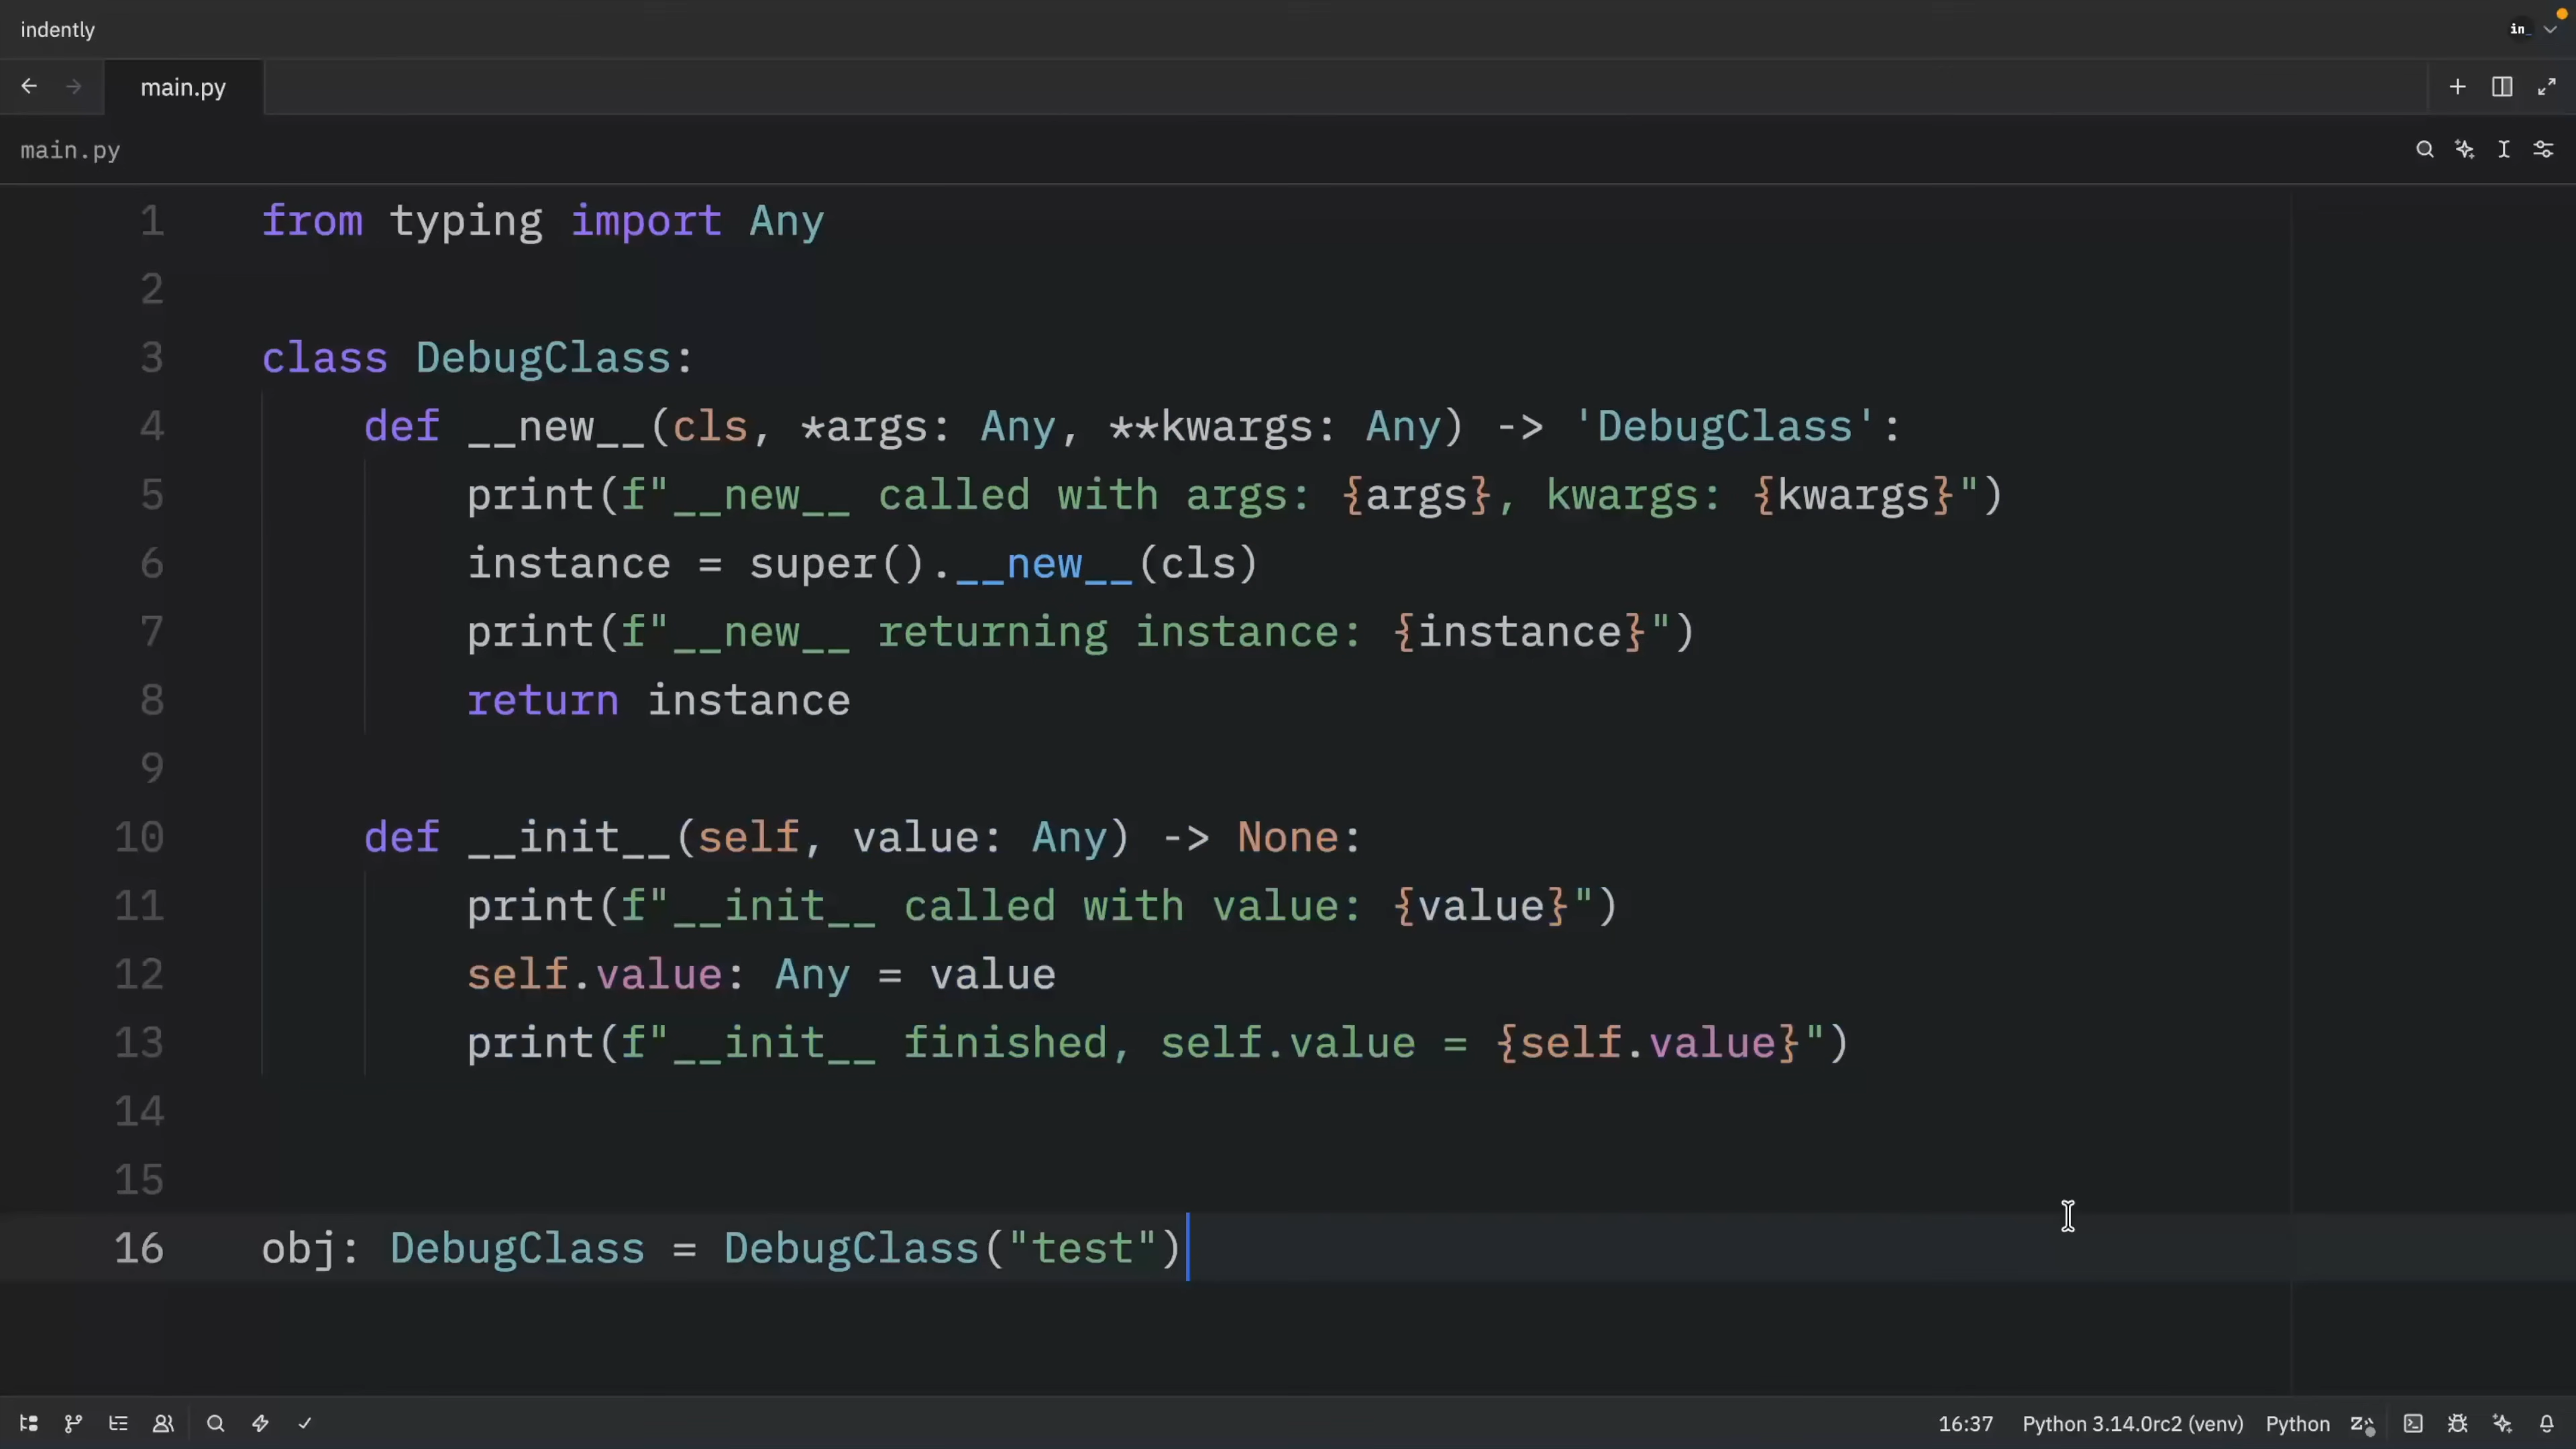 indently
in_
main.py
main.py
1 from typing import Any
2
3 class DebugClass:
4     def __new__(cls, *args: Any, **kwargs: Any) -> 'DebugClass':
5         print(f"__new__ called with args: {args}, kwargs: {kwargs}")
6         instance = super().__new__(cls)
7         print(f"__new__ returning instance: {instance}")
8         return instance
9
10     def __init__(self, value: Any) -> None:
11         print(f"__init__ called with value: {value}")
12         self.value: Any = value
13         print(f"__init__ finished, self.value = {self.value}")
14
15
16 obj: DebugClass = DebugClass("test")
16:37 Python 3.14.0rc2 (venv) Python